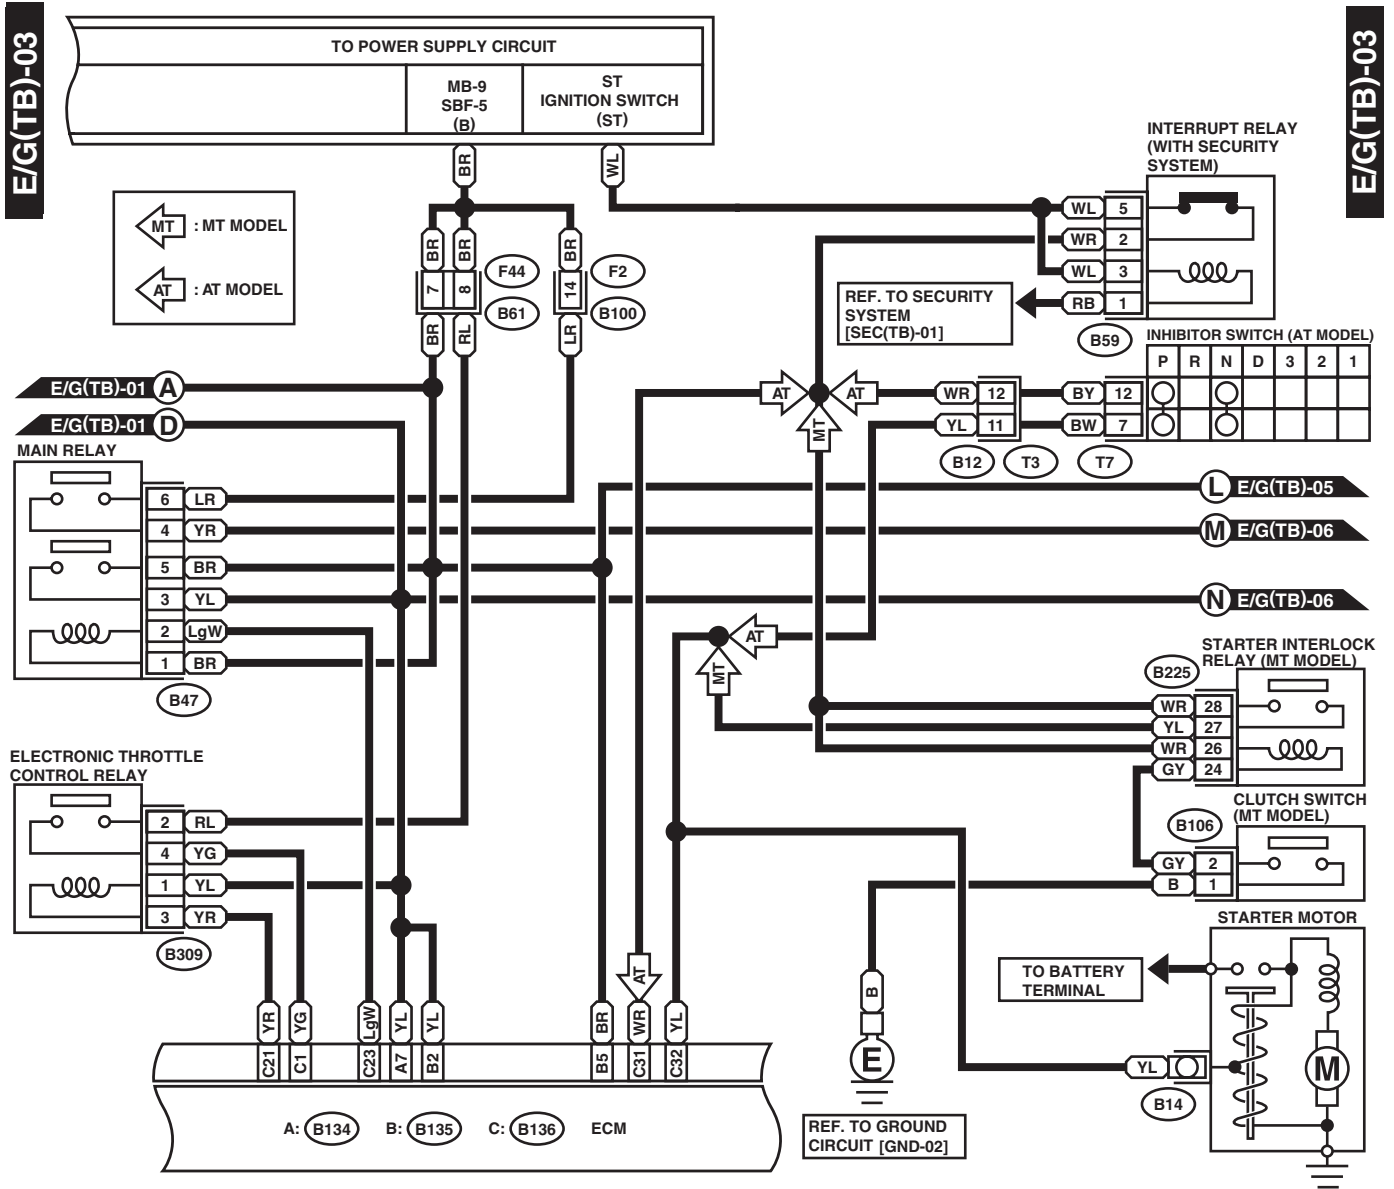 E/G(TB)-03
E/G(TB)-03
TO POWER SUPPLY CIRCUIT
MB-9
SBF-5
(B)
ST
IGNITION SWITCH
(ST)
BR
WL
MT : MT MODEL
AT : AT MODEL
BR
BR
BR
7
8
14
F44
B61
F2
B100
BR
RL
LR
INTERRUPT RELAY
(WITH SECURITY
SYSTEM)
WL 5
WR 2
WL 3
RB 1
B59
REF. TO SECURITY
SYSTEM
[SEC(TB)-01]
INHIBITOR SWITCH (AT MODEL)
P R N D 3 2 1
AT
AT
MT
WR 12
YL 11
BY 12
BW 7
B12
T3
T7
E/G(TB)-01 A
E/G(TB)-01 D
MAIN RELAY
6 LR
4 YR
5 BR
3 YL
2 LgW
1 BR
B47
L E/G(TB)-05
M E/G(TB)-06
N E/G(TB)-06
AT
MT
STARTER INTERLOCK
RELAY (MT MODEL)
B225
WR 28
YL 27
WR 26
GY 24
ELECTRONIC THROTTLE
CONTROL RELAY
2 RL
4 YG
1 YL
3 YR
B309
CLUTCH SWITCH
(MT MODEL)
B106
GY 2
B 1
STARTER MOTOR
TO BATTERY
TERMINAL
M
YL
B14
AT
B
E
REF. TO GROUND
CIRCUIT [GND-02]
YR
YG
LgW
YL
YL
BR
WR
YL
C21
C1
C23
A7
B2
B5
C31
C32
A: B134 B: B135 C: B136 ECM